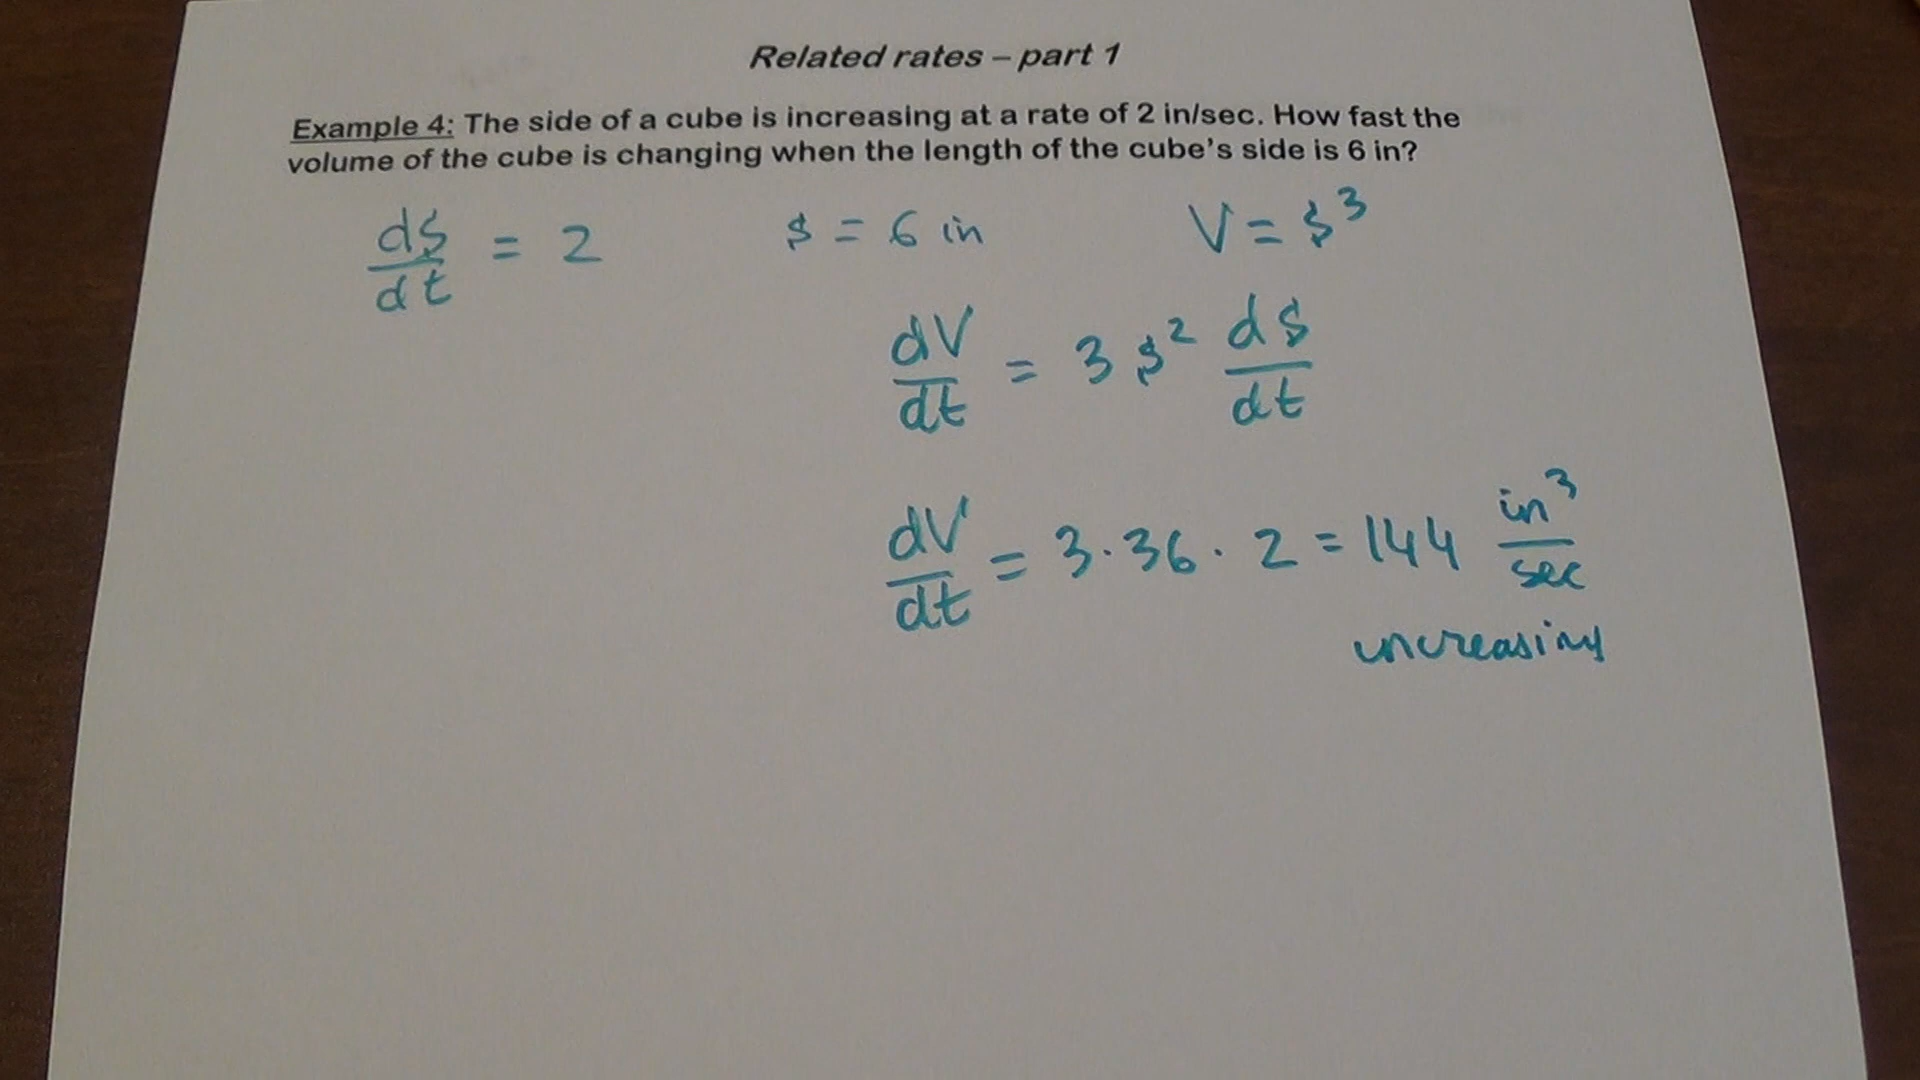 Related rates – part 1
Example 4: The side of a cube is increasing at a rate of 2 in/sec. How fast the
volume of the cube is changing when the length of the cube's side is 6 in?
ds/dt = 2 s = 6 in V = s³
dV/dt = 3 s² ds/dt
dV/dt = 3 · 36 · 2 = 144 in³/sec
increasing